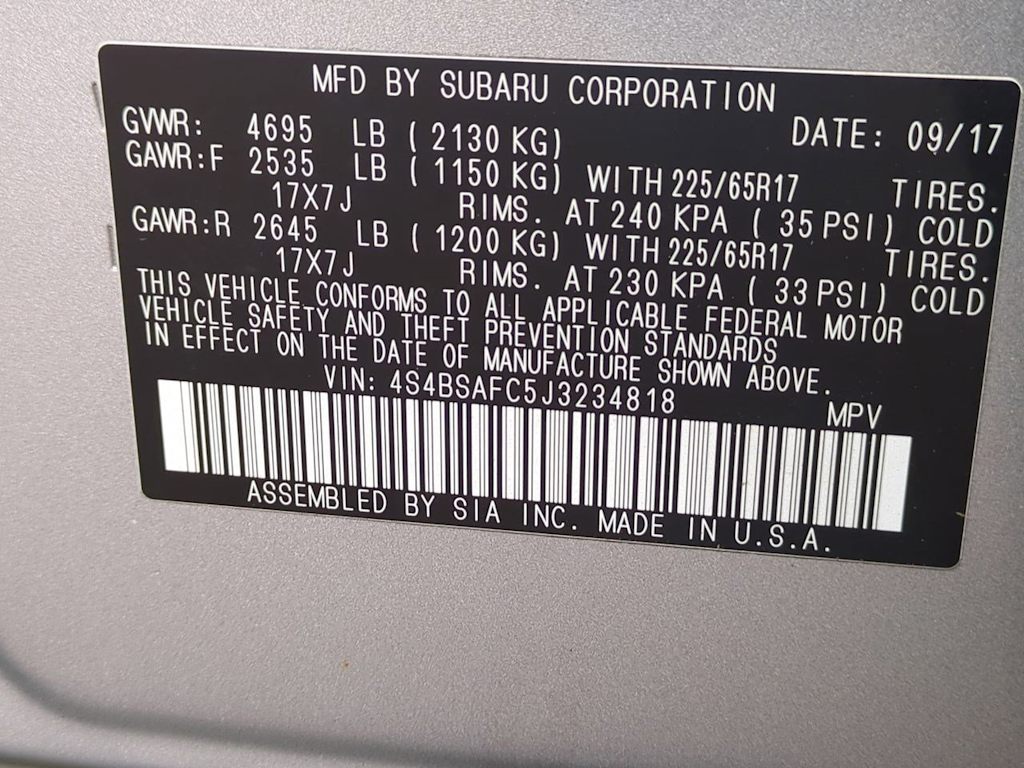 MFD BY SUBARU CORPORATION
GVWR: 4695 LB ( 2130 KG) DATE: 09/17
GAWR:F 2535 LB ( 1150 KG) WITH 225/65R17 TIRES.
17X7J RIMS. AT 240 KPA ( 35 PSI) COLD
GAWR:R 2645 LB ( 1200 KG) WITH 225/65R17 TIRES.
17X7J RIMS. AT 230 KPA ( 33 PSI) COLD
THIS VEHICLE CONFORMS TO ALL APPLICABLE FEDERAL MOTOR
VEHICLE SAFETY AND THEFT PREVENTION STANDARDS
IN EFFECT ON THE DATE OF MANUFACTURE SHOWN ABOVE.
VIN: 4S4BSAFC5J3234818 MPV
ASSEMBLED BY SIA INC. MADE IN U.S.A.